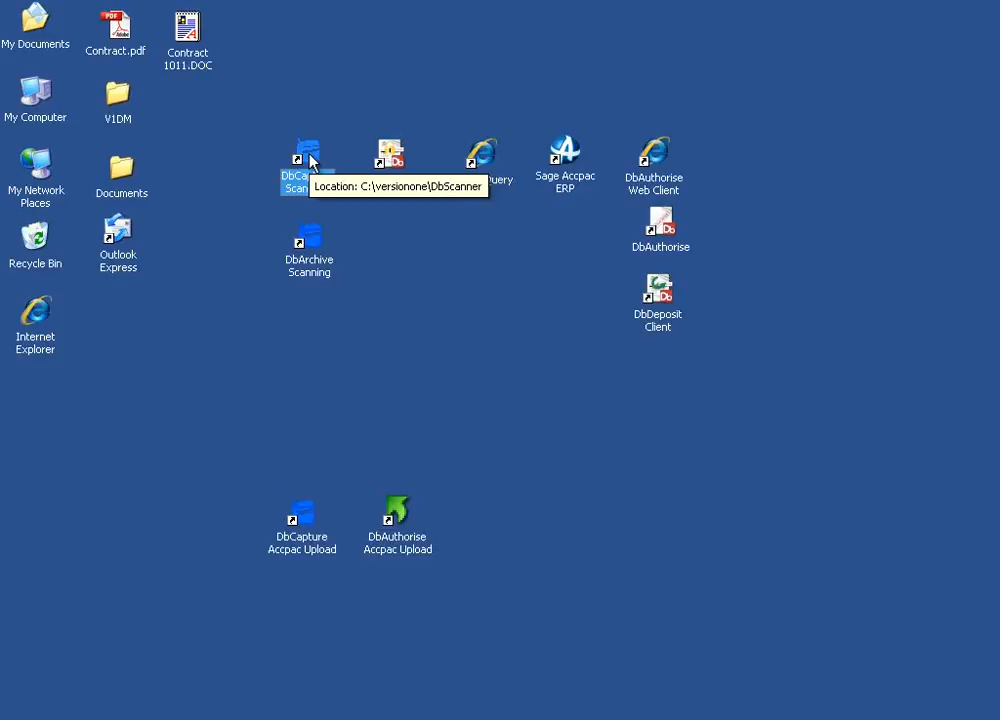 My Documents
Contract.pdf
Contract
1011.DOC
My Computer
V1DM
My Network
Places
Documents
Recycle Bin
Outlook
Express
Internet
Explorer
Location: C:\versionone\DbScanner
Sage Accpac
ERP
DbAuthorise
Web Client
DbArchive
Scanning
DbAuthorise
DbDeposit
Client
DbCapture
Accpac Upload
DbAuthorise
Accpac Upload